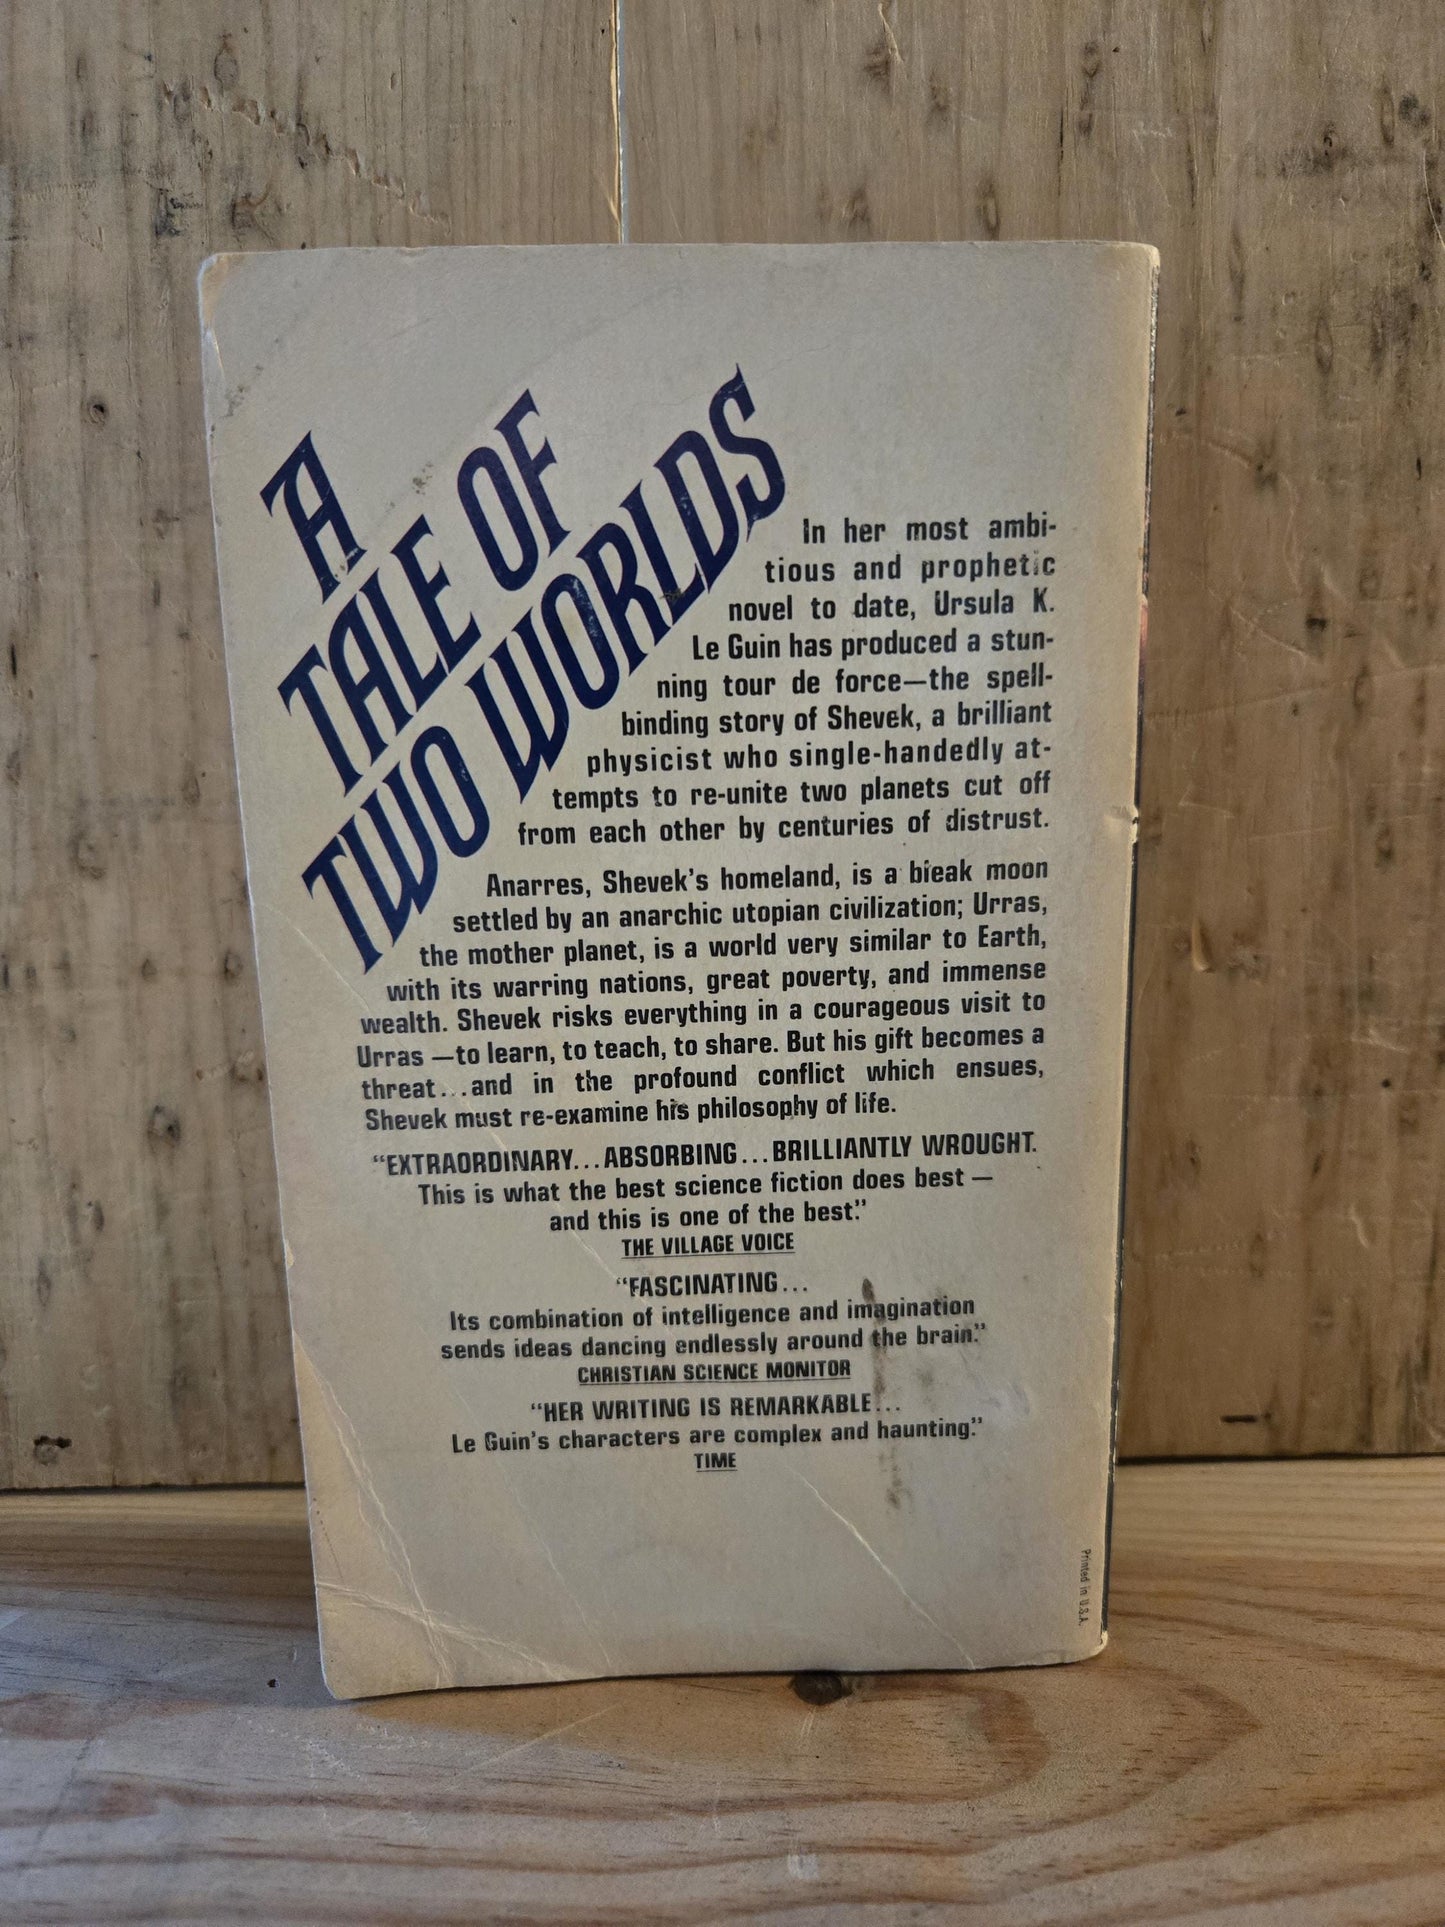 A
TALE OF
TWO WORLDS
In her most ambi-
tious and prophetic
novel to date, Ursula K.
Le Guin has produced a stun-
ning tour de force—the spell-
binding story of Shevek, a brilliant
physicist who single-handedly at-
tempts to re-unite two planets cut off
from each other by centuries of distrust.
Anarres, Shevek's homeland, is a bleak moon
settled by an anarchic utopian civilization; Urras,
the mother planet, is a world very similar to Earth,
with its warring nations, great poverty, and immense
wealth. Shevek risks everything in a courageous visit to
Urras —to learn, to teach, to share. But his gift becomes a
threat...and in the profound conflict which ensues,
Shevek must re-examine his philosophy of life.
"EXTRAORDINARY...ABSORBING...BRILLIANTLY WROUGHT.
This is what the best science fiction does best —
and this is one of the best."
THE VILLAGE VOICE
"FASCINATING...
Its combination of intelligence and imagination
sends ideas dancing endlessly around the brain."
CHRISTIAN SCIENCE MONITOR
"HER WRITING IS REMARKABLE...
Le Guin's characters are complex and haunting."
TIME
Printed in U.S.A.